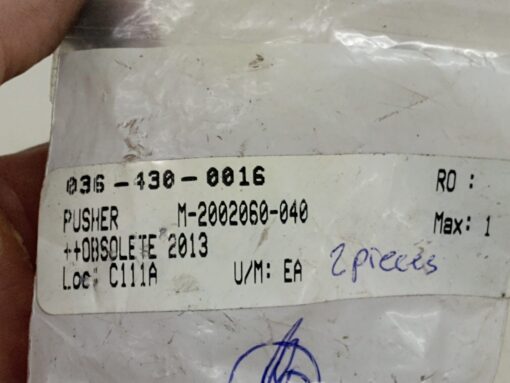 036-430-0016 RO :
PUSHER M-2002060-040 Max: 1
++OBSOLETE 2013
Loc: C111A U/M: EA 2 pieces